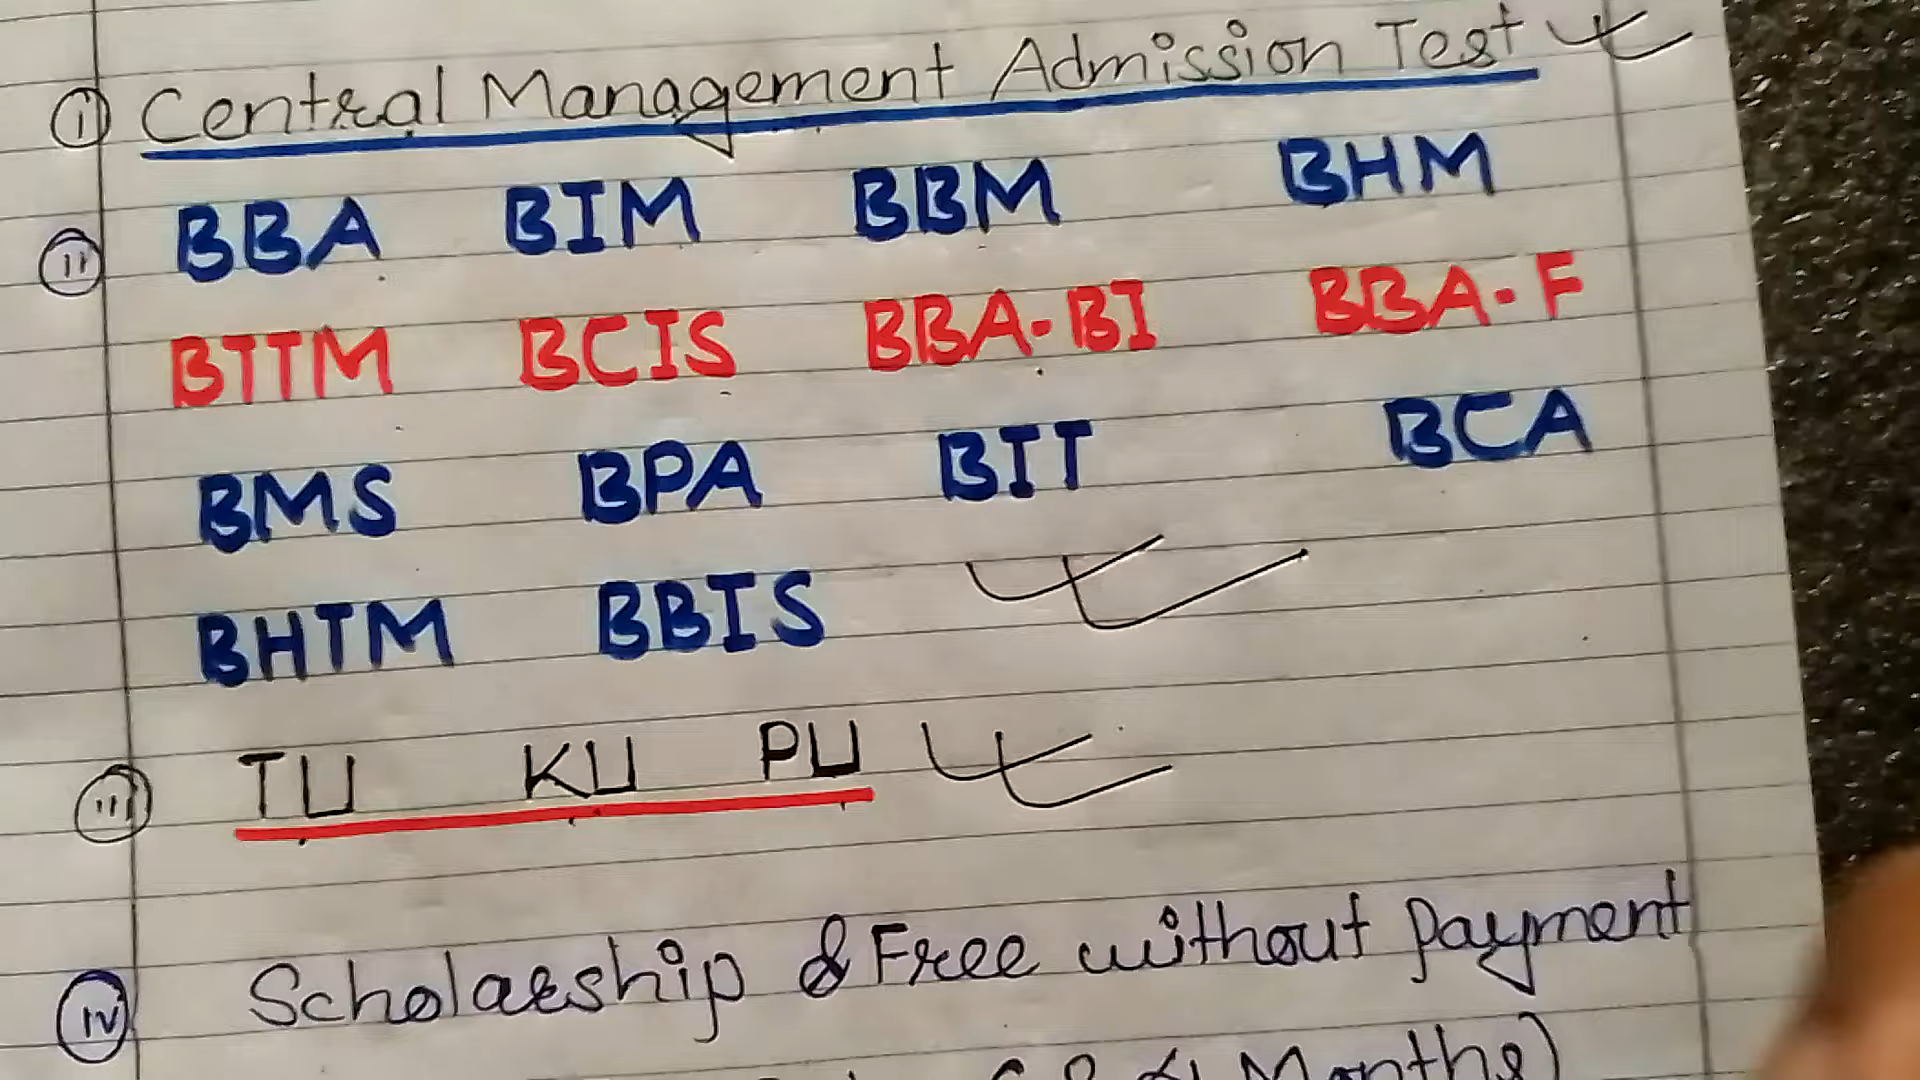 (i) Central Management Admission Test
(ii) BBA BIM BBM BHM
BTTM BCIS BBA-BI BBA-F
BMS BPA BIT BCA
BHTM BBIS
(iii) TU KU PU
(iv) Scholarship & Free without payment
Months)